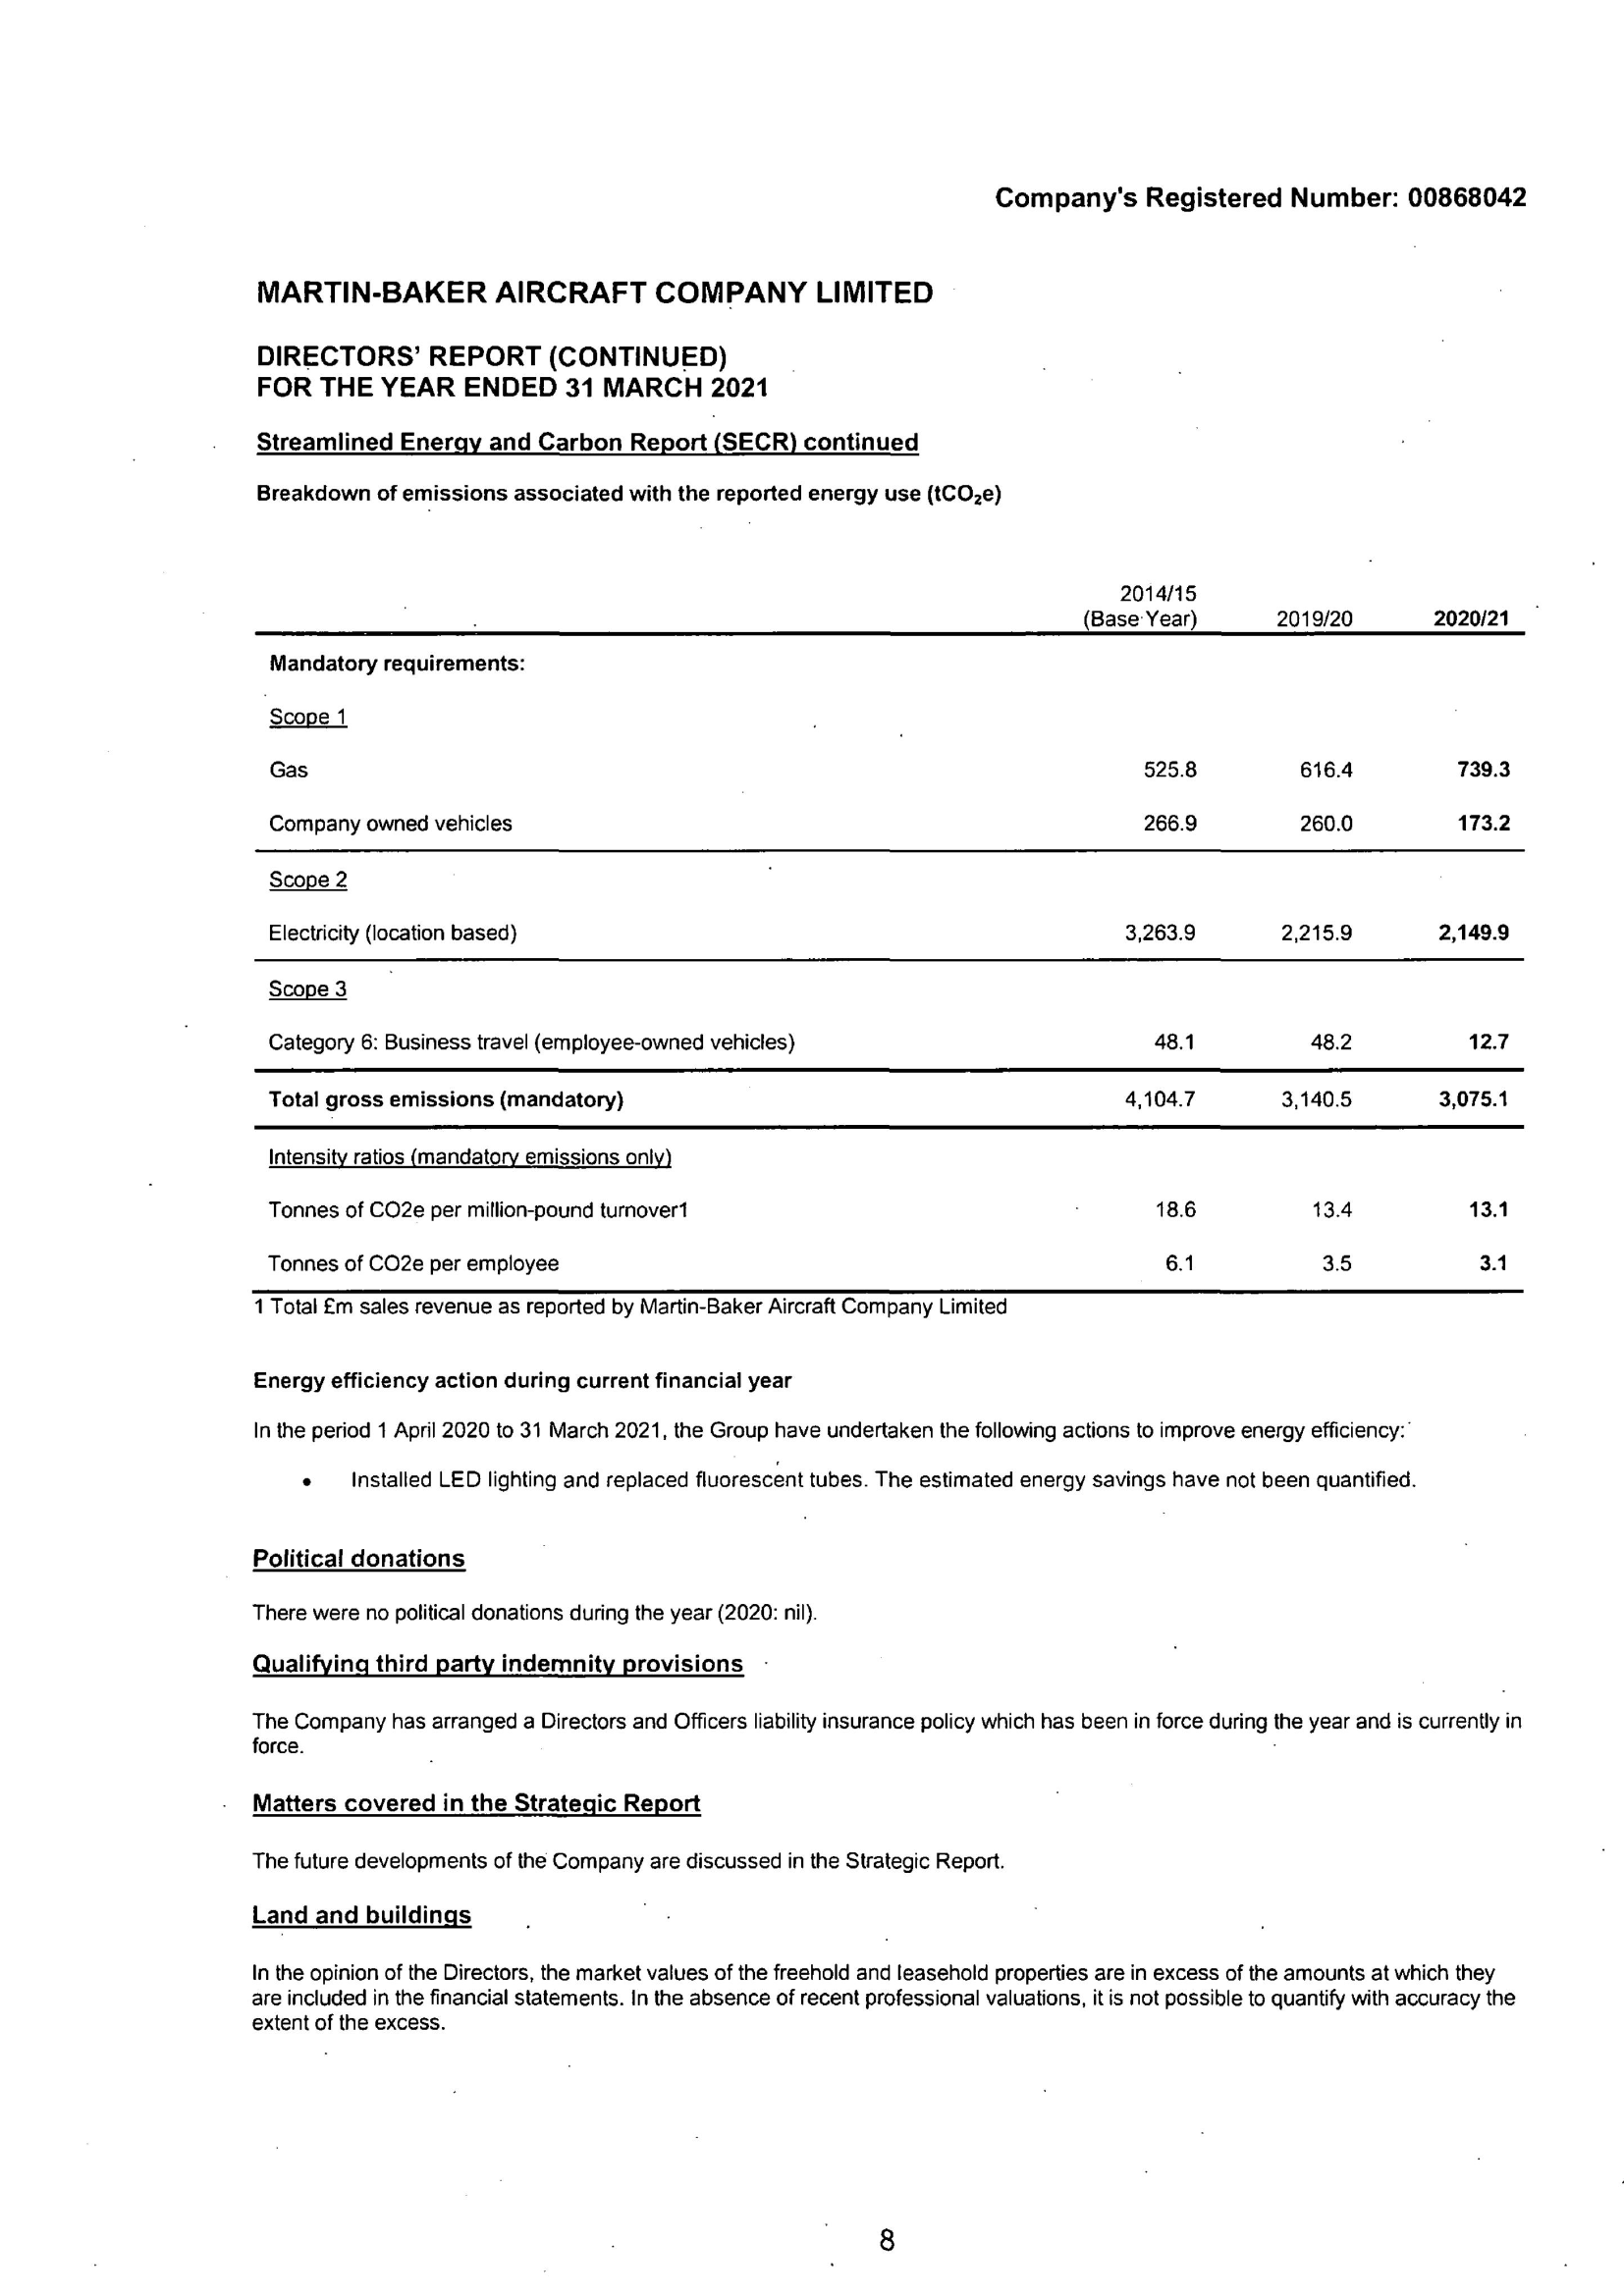 Company's Registered Number: 00868042
MARTIN-BAKER AIRCRAFT COMPANY LIMITED
DIRECTORS' REPORT (CONTINUED)
FOR THE YEAR ENDED 31 MARCH 2021
Streamlined Energy and Carbon Report (SECR) continued
Breakdown of emissions associated with the reported energy use (tCO₂e)
2014/15
(Base Year) 2019/20 2020/21
Mandatory requirements:
Scope 1
Gas 525.8 616.4 739.3
Company owned vehicles 266.9 260.0 173.2
Scope 2
Electricity (location based) 3,263.9 2,215.9 2,149.9
Scope 3
Category 6: Business travel (employee-owned vehicles) 48.1 48.2 12.7
Total gross emissions (mandatory) 4,104.7 3,140.5 3,075.1
Intensity ratios (mandatory emissions only)
Tonnes of CO2e per million-pound turnover1 18.6 13.4 13.1
Tonnes of CO2e per employee 6.1 3.5 3.1
1 Total £m sales revenue as reported by Martin-Baker Aircraft Company Limited
Energy efficiency action during current financial year
In the period 1 April 2020 to 31 March 2021, the Group have undertaken the following actions to improve energy efficiency:
• Installed LED lighting and replaced fluorescent tubes. The estimated energy savings have not been quantified.
Political donations
There were no political donations during the year (2020: nil).
Qualifying third party indemnity provisions
The Company has arranged a Directors and Officers liability insurance policy which has been in force during the year and is currently in
force.
Matters covered in the Strategic Report
The future developments of the Company are discussed in the Strategic Report.
Land and buildings
In the opinion of the Directors, the market values of the freehold and leasehold properties are in excess of the amounts at which they
are included in the financial statements. In the absence of recent professional valuations, it is not possible to quantify with accuracy the
extent of the excess.
8